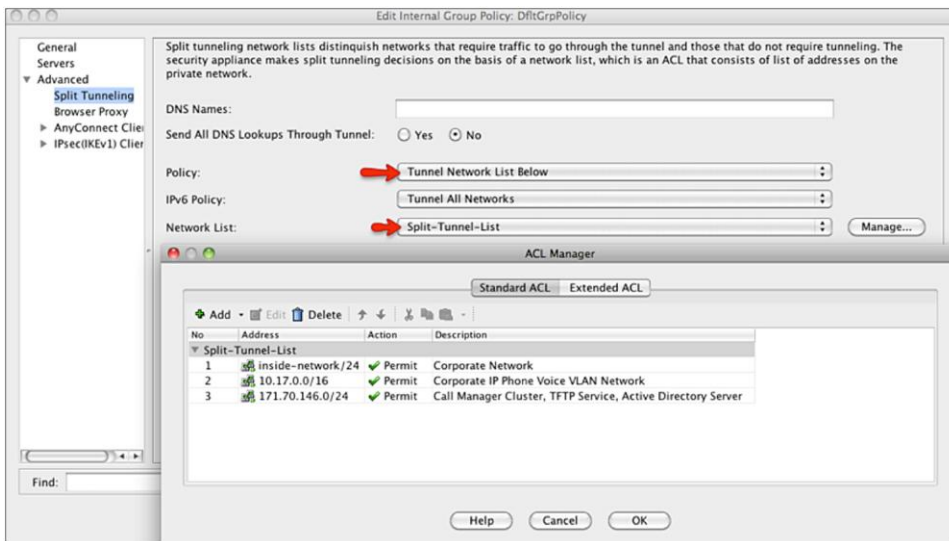 Edit Internal Group Policy: DfltGrpPolicy
General
Servers
Advanced
Split Tunneling
Browser Proxy
AnyConnect Clie
IPsec(IKEv1) Clier
Split tunneling network lists distinquish networks that require traffic to go through the tunnel and those that do not require tunneling. The
security appliance makes split tunneling decisions on the basis of a network list, which is an ACL that consists of list of addresses on the
private network.
DNS Names:
Send All DNS Lookups Through Tunnel: Yes No
Policy: Tunnel Network List Below
IPv6 Policy: Tunnel All Networks
Network List: Split-Tunnel-List Manage...
ACL Manager
Standard ACL Extended ACL
Add Edit Delete
No Address Action Description
Split-Tunnel-List
1 inside-network/24 Permit Corporate Network
2 10.17.0.0/16 Permit Corporate IP Phone Voice VLAN Network
3 171.70.146.0/24 Permit Call Manager Cluster, TFTP Service, Active Directory Server
Find:
Help Cancel OK